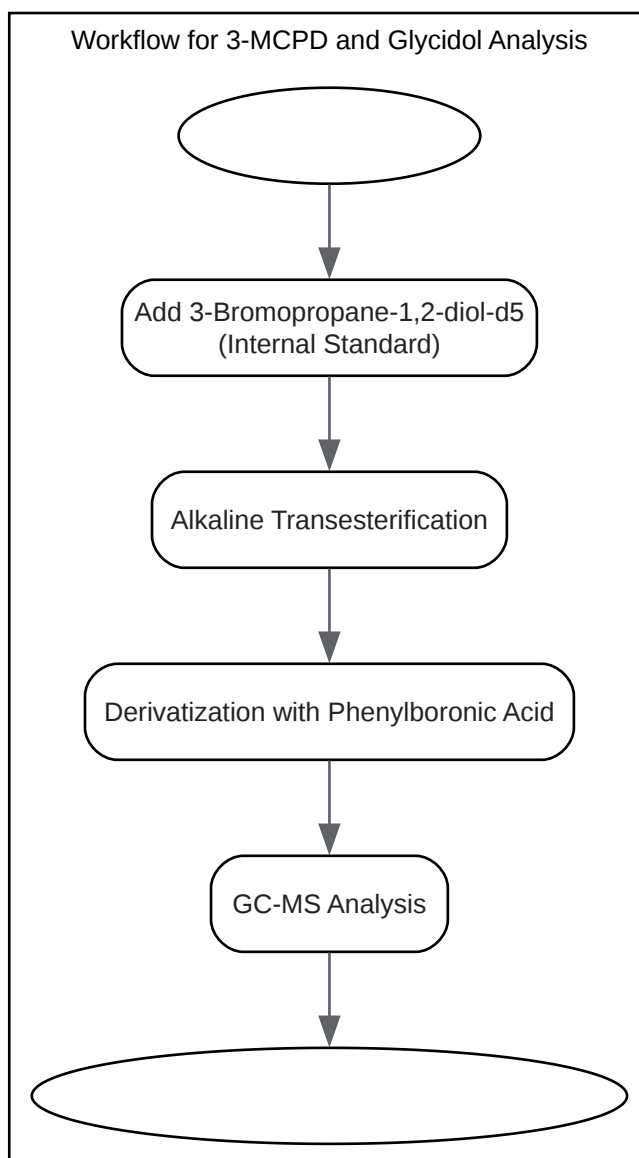 Workflow for 3-MCPD and Glycidol Analysis
Add 3-Bromopropane-1,2-diol-d5
(Internal Standard)
Alkaline Transesterification
Derivatization with Phenylboronic Acid
GC-MS Analysis